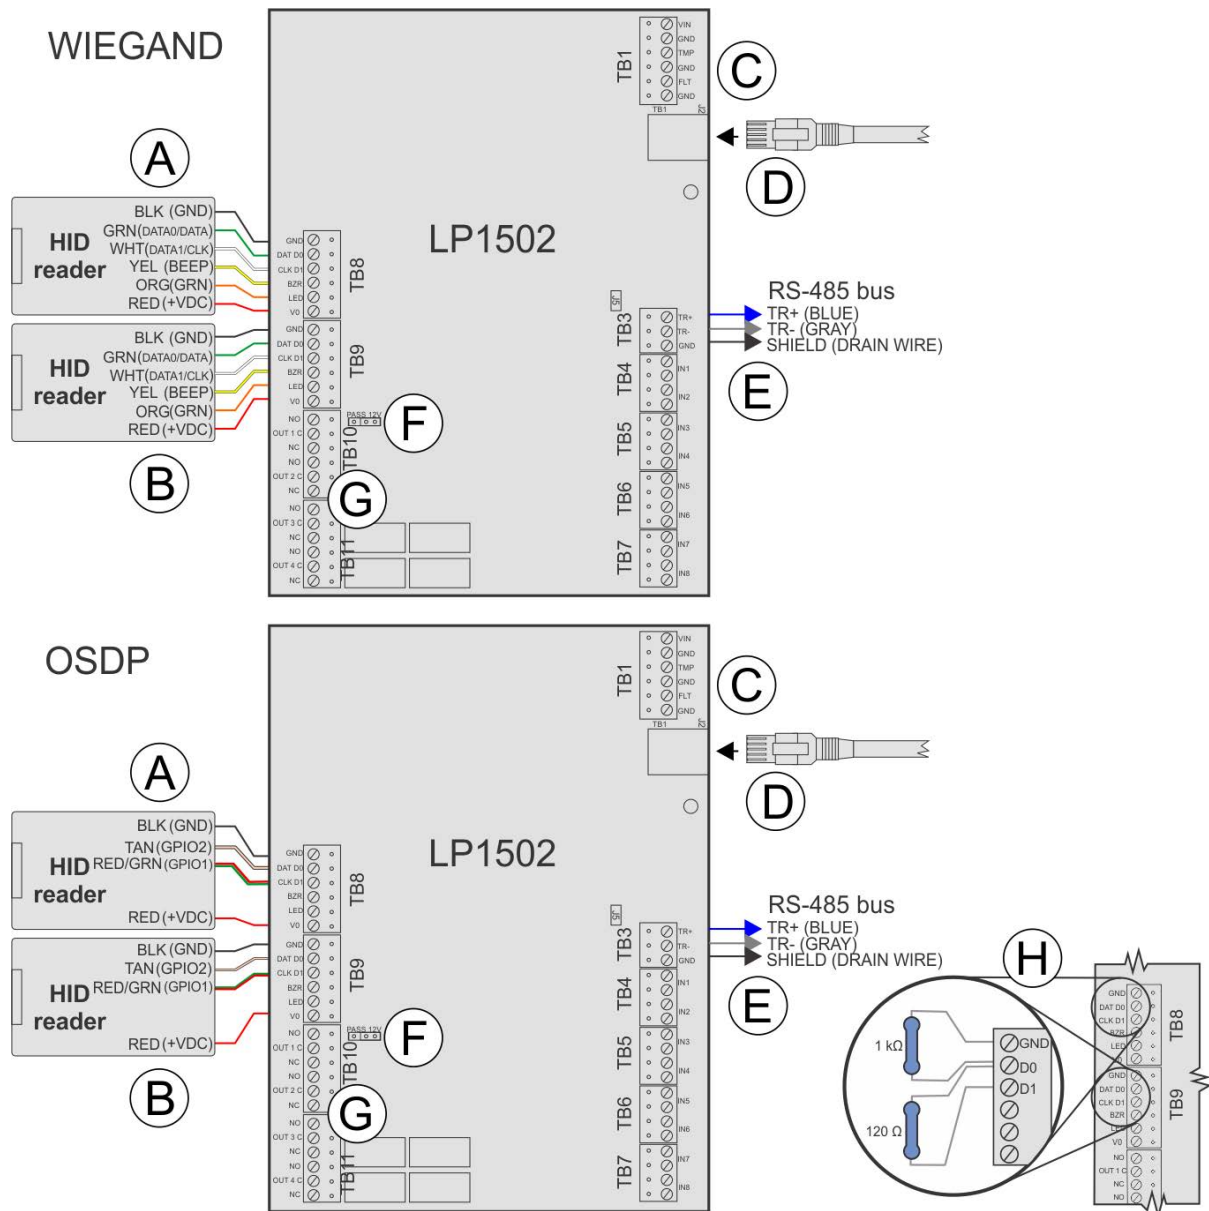 WIEGAND
A
BLK (GND)
GRN(DATA0/DATA)
WHT(DATA1/CLK)
YEL (BEEP)
ORG(GRN)
RED(+VDC)
HID
reader
BLK (GND)
GRN(DATA0/DATA)
WHT(DATA1/CLK)
YEL (BEEP)
ORG(GRN)
RED(+VDC)
HID
reader
B
LP1502
GND
DAT D0
CLK D1
BZR
LED
V0
TB8
GND
DAT D0
CLK D1
BZR
LED
V0
TB9
NO
OUT 1 C
NC
NO
OUT 2 C
NC
TB10
PASS 12V
F
G
NO
OUT 3 C
NC
NO
OUT 4 C
NC
TB11
TB1
VIN
GND
TMP
GND
FLT
GND
TB1
J2
C
D
J5
TB3
TR+
TR-
GND
RS-485 bus
TR+ (BLUE)
TR- (GRAY)
SHIELD (DRAIN WIRE)
E
TB4
IN1
IN2
TB5
IN3
IN4
TB6
IN5
IN6
TB7
IN7
IN8
OSDP
A
BLK (GND)
TAN (GPIO2)
RED/GRN (GPIO1)
RED (+VDC)
HID
reader
BLK (GND)
TAN (GPIO2)
RED/GRN (GPIO1)
RED (+VDC)
HID
reader
B
LP1502
GND
DAT D0
CLK D1
BZR
LED
V0
TB8
GND
DAT D0
CLK D1
BZR
LED
V0
TB9
NO
OUT 1 C
NC
NO
OUT 2 C
NC
TB10
PASS 12V
F
G
NO
OUT 3 C
NC
NO
OUT 4 C
NC
TB11
TB1
VIN
GND
TMP
GND
FLT
GND
TB1
J2
C
D
J5
TB3
TR+
TR-
GND
RS-485 bus
TR+ (BLUE)
TR- (GRAY)
SHIELD (DRAIN WIRE)
E
TB4
IN1
IN2
TB5
IN3
IN4
TB6
IN5
IN6
TB7
IN7
IN8
H
1 kΩ
120 Ω
GND
D0
D1
GND
DAT D0
CLK D1
BZR
LED
V0
TB8
GND
DAT D0
CLK D1
BZR
LED
V0
TB9
NO
OUT 1 C
NC
NO